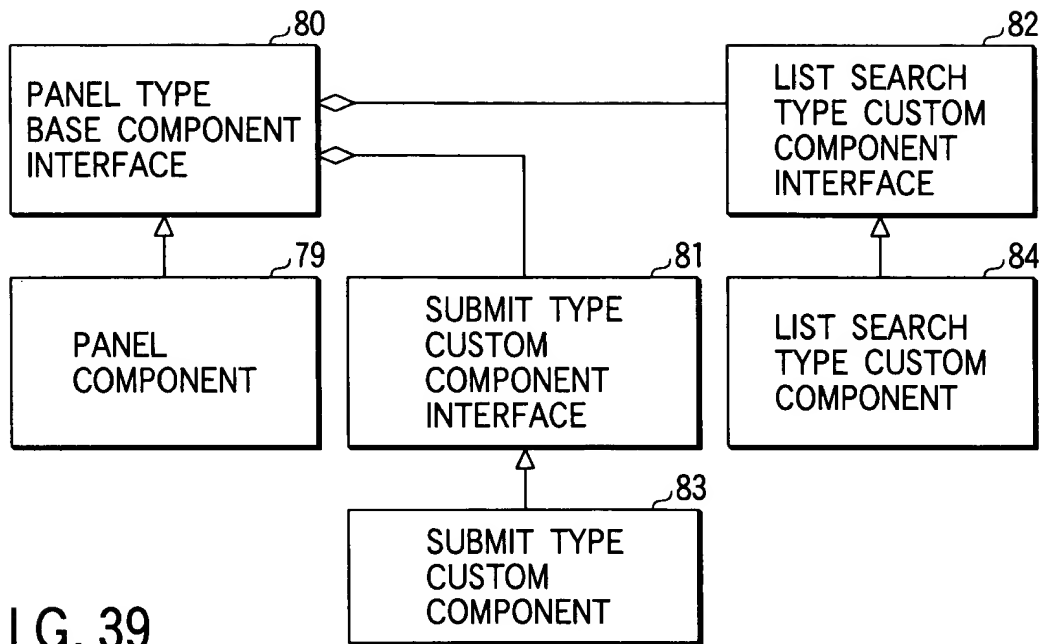 80
PANEL TYPE
BASE COMPONENT
INTERFACE
82
LIST SEARCH
TYPE CUSTOM
COMPONENT
INTERFACE
79
PANEL
COMPONENT
81
SUBMIT TYPE
CUSTOM
COMPONENT
INTERFACE
84
LIST SEARCH
TYPE CUSTOM
COMPONENT
83
SUBMIT TYPE
CUSTOM
COMPONENT
I G. 39